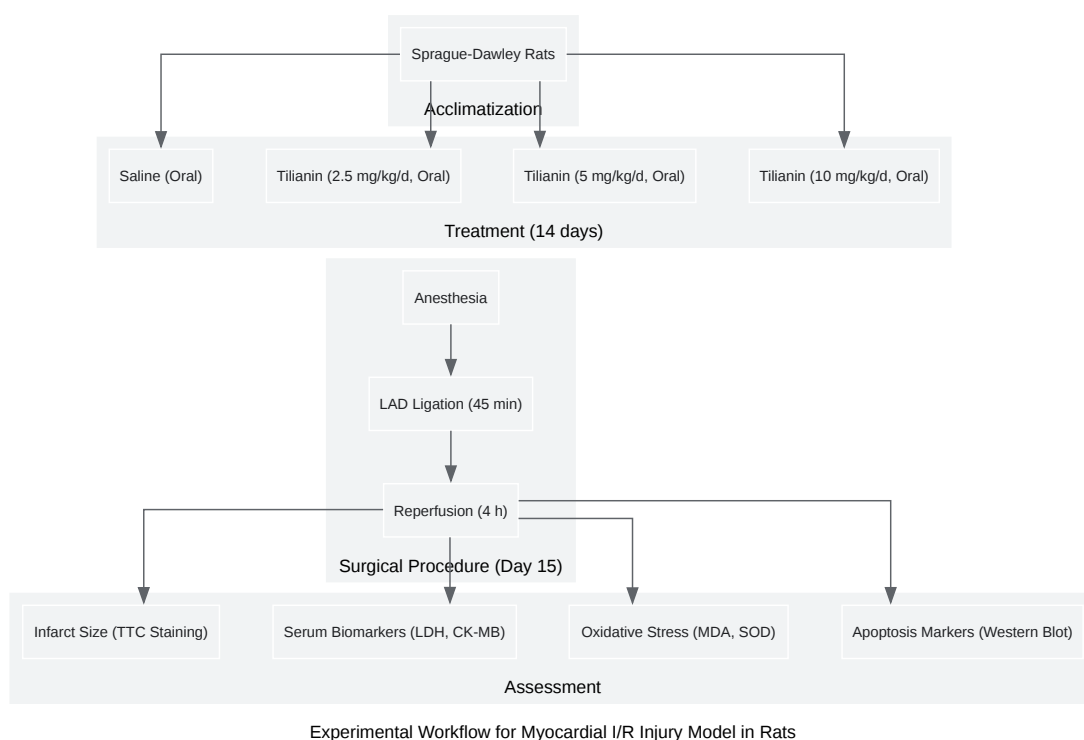 Sprague-Dawley Rats
Acclimatization
Saline (Oral)
Tilianin (2.5 mg/kg/d, Oral)
Tilianin (5 mg/kg/d, Oral)
Tilianin (10 mg/kg/d, Oral)
Treatment (14 days)
Anesthesia
LAD Ligation (45 min)
Reperfusion (4 h)
Surgical Procedure (Day 15)
Infarct Size (TTC Staining)
Serum Biomarkers (LDH, CK-MB)
Oxidative Stress (MDA, SOD)
Apoptosis Markers (Western Blot)
Assessment
Experimental Workflow for Myocardial I/R Injury Model in Rats